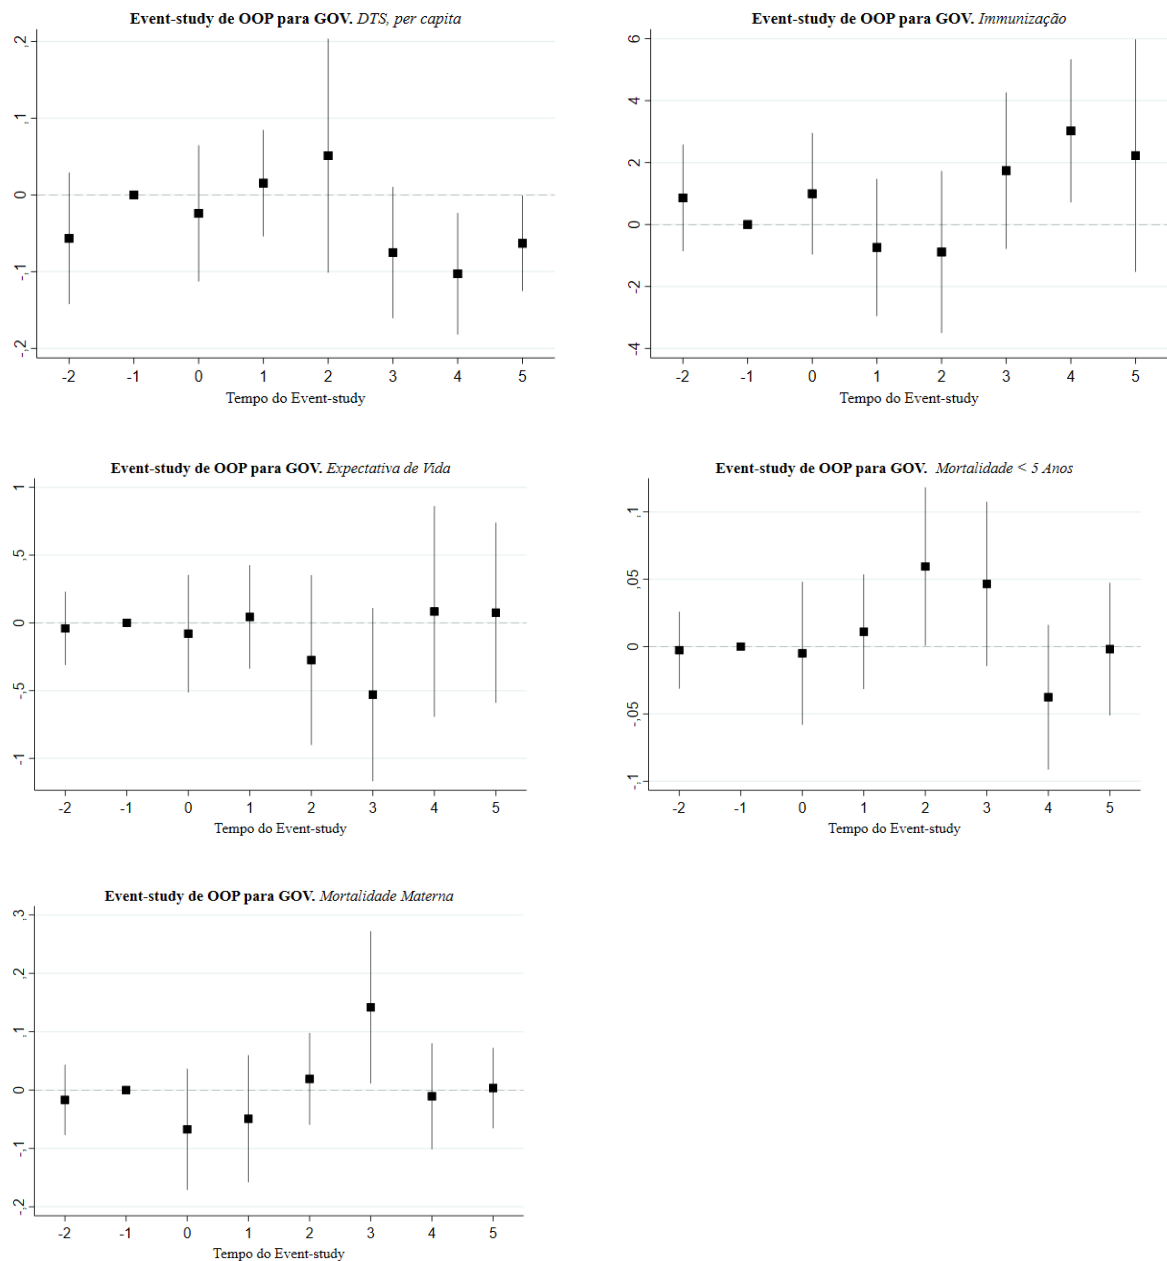 Event-study de OOP para GOV. DTS, per capita
,2
,1
0
-,1
-,2
-2 -1 0 1 2 3 4 5
Tempo do Event-study
Event-study de OOP para GOV. Imunização
6
4
2
0
-2
-4
-2 -1 0 1 2 3 4 5
Tempo do Event-study
Event-study de OOP para GOV. Expectativa de Vida
1
,5
0
-,5
-1
-2 -1 0 1 2 3 4 5
Tempo do Event-study
Event-study de OOP para GOV. Mortalidade < 5 Anos
,1
,05
0
-,05
-,1
-2 -1 0 1 2 3 4 5
Tempo do Event-study
Event-study de OOP para GOV. Mortalidade Materna
,3
,2
,1
0
-,1
-,2
-2 -1 0 1 2 3 4 5
Tempo do Event-study